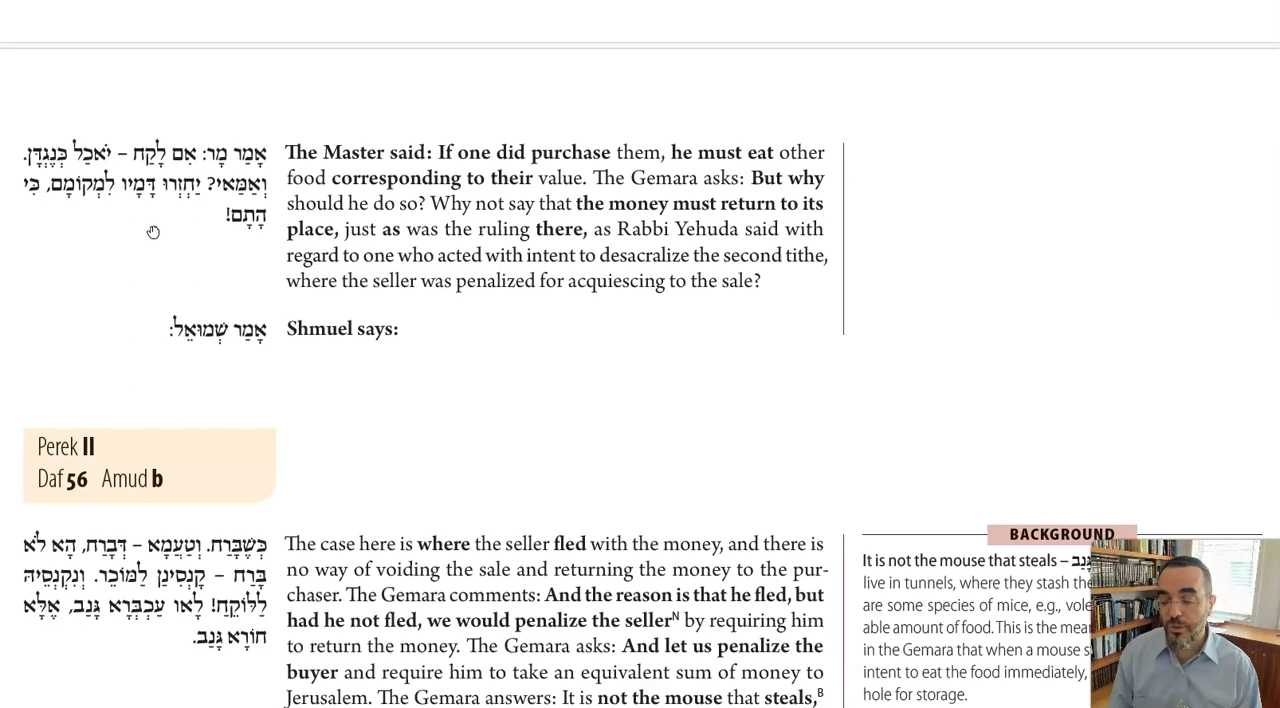 אָמַר מָר: אִם לָקַח – יֹאכַל כְּנֶגְדָּן.
וְאַמַּאי? יַחְזְרוּ דָּמָיו לִמְקוֹמָם, כִּי
הָתָם!
The Master said: If one did purchase them, he must eat other
food corresponding to their value. The Gemara asks: But why
should he do so? Why not say that the money must return to its
place, just as was the ruling there, as Rabbi Yehuda said with
regard to one who acted with intent to desacralize the second tithe,
where the seller was penalized for acquiescing to the sale?
אָמַר שְׁמוּאֵל:
Shmuel says:
Perek II
Daf 56 Amud b
כְּשֶׁבָּרַח. וְטַעֲמָא – דְּבָרַח, הָא לֹא
בָּרַח – קָנְסִינַן לַמּוֹכֵר. וְנִקְנְסֵיהּ
לַלּוֹקֵחַ! לָאו עַכְבְּרָא גָּנַב, אֶלָּא
חוֹרָא גָּנַב.
The case here is where the seller fled with the money, and there is
no way of voiding the sale and returning the money to the pur-
chaser. The Gemara comments: And the reason is that he fled, but
had he not fled, we would penalize the sellerᴺ by requiring him
to return the money. The Gemara asks: And let us penalize the
buyer and require him to take an equivalent sum of money to
Jerusalem. The Gemara answers: It is not the mouse that steals,ᴮ
BACKGROUND
It is not the mouse that steals –
live in tunnels, where they stash the
are some species of mice, e.g., vole
able amount of food. This is the mean
in the Gemara that when a mouse s
intent to eat the food immediately,
hole for storage.